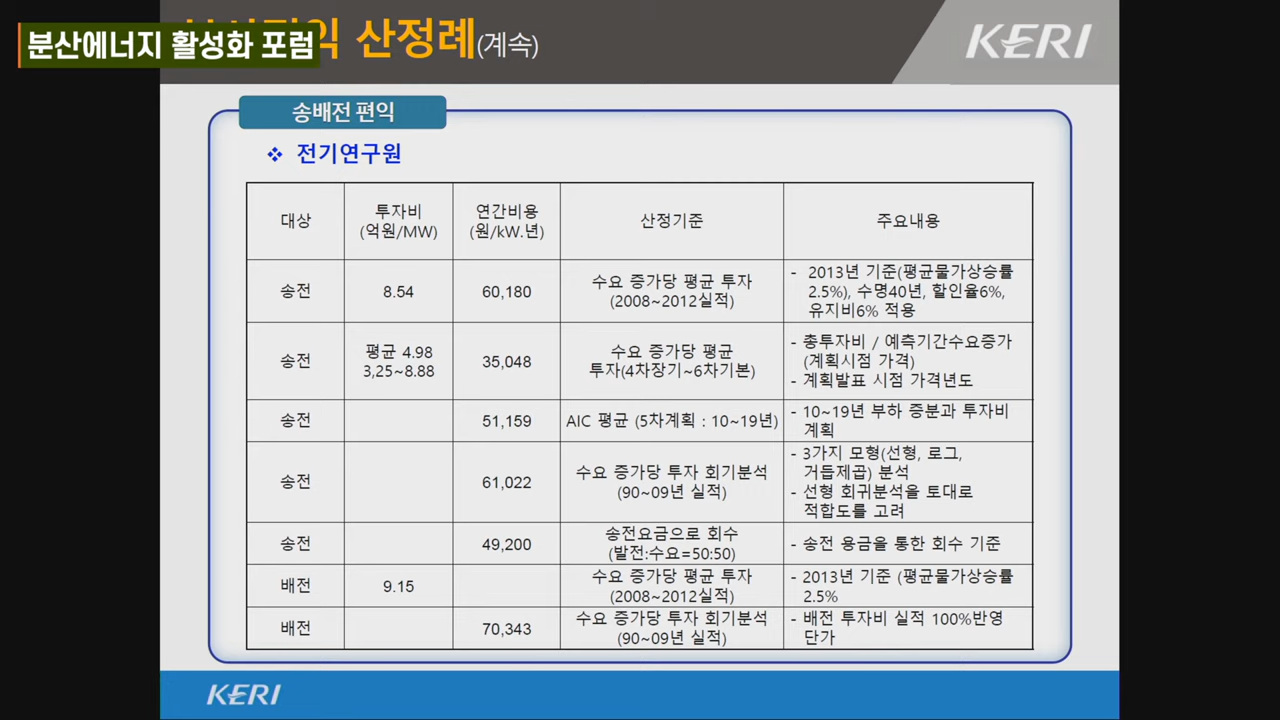 분산에너지 활성화 포럼
산정례(계속)
KERI
송배전 편익
❖ 전기연구원
대상
투자비
(억원/MW)
연간비용
(원/kW.년)
산정기준
주요내용
송전
8.54
60,180
수요 증가당 평균 투자
(2008~2012실적)
- 2013년 기준(평균물가상승률
2.5%), 수명40년, 할인율6%,
유지비6% 적용
송전
평균 4.98
3,25~8.88
35,048
수요 증가당 평균
투자(4차장기~6차기본)
- 총투자비 / 예측기간수요증가
(계획시점 가격)
- 계획발표 시점 가격년도
송전
51,159
AIC 평균 (5차계획 : 10~19년)
- 10~19년 부하 증분과 투자비
계획
송전
61,022
수요 증가당 투자 회기분석
(90~09년 실적)
- 3가지 모형(선형, 로그,
거듭제곱) 분석
- 선형 회귀분석을 토대로
적합도를 고려
송전
49,200
송전요금으로 회수
(발전:수요=50:50)
- 송전 용금을 통한 회수 기준
배전
9.15
수요 증가당 평균 투자
(2008~2012실적)
- 2013년 기준 (평균물가상승률
2.5%
배전
70,343
수요 증가당 투자 회기분석
(90~09년 실적)
- 배전 투자비 실적 100%반영
단가
KERI